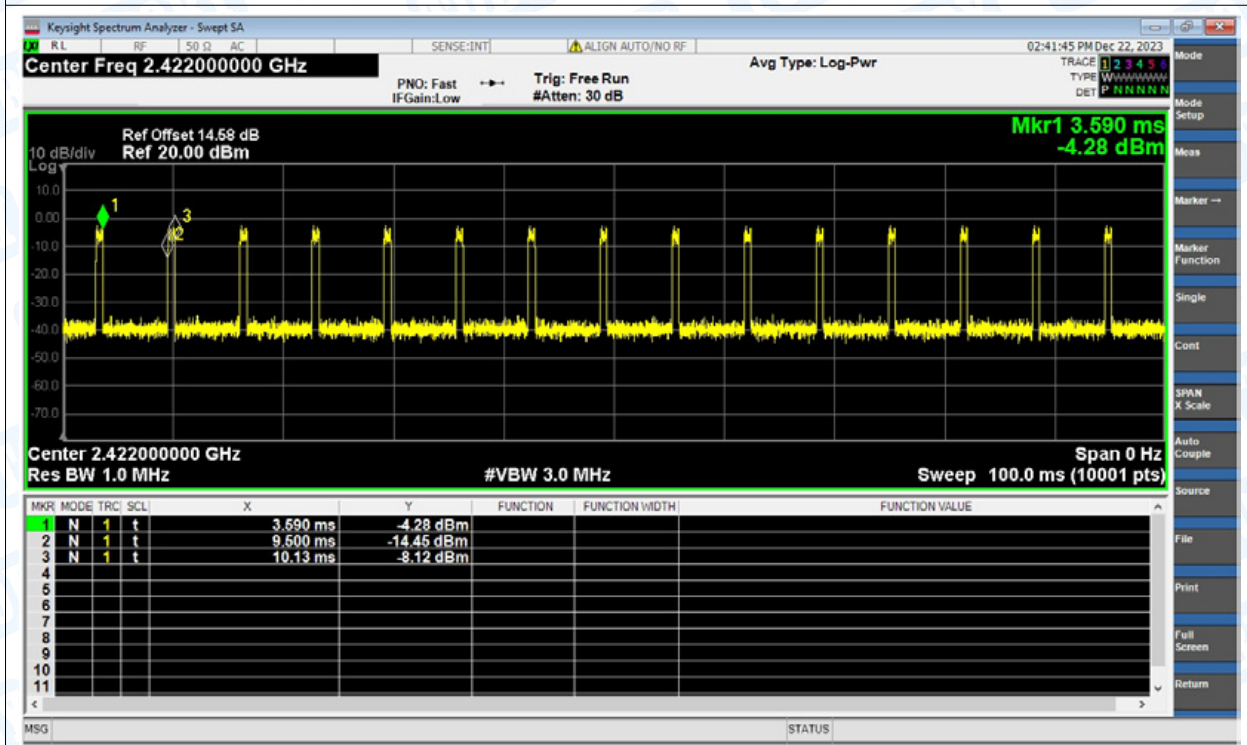 Keysight Spectrum Analyzer - Swept SA
RL RF 50 Ω AC SENSE:INT ALIGN AUTO/NO RF 02:41:45 PM Dec 22, 2023
Center Freq 2.422000000 GHz
Avg Type: Log-Pwr
TRACE 1 2 3 4 5 6
TYPE W
DET P N N N N N
PNO: Fast
IFGain:Low
Trig: Free Run
#Atten: 30 dB
Mkr1 3.590 ms
-4.28 dBm
Ref Offset 14.58 dB
10 dB/div Ref 20.00 dBm
Log
10.0
0.00
-10.0
-20.0
-30.0
-40.0
-50.0
-60.0
-70.0
1
2
3
Center 2.422000000 GHz Span 0 Hz
Res BW 1.0 MHz #VBW 3.0 MHz Sweep 100.0 ms (10001 pts)
MKR MODE TRC SCL X Y FUNCTION FUNCTION WIDTH FUNCTION VALUE
1 N 1 t 3.590 ms -4.28 dBm
2 N 1 t 9.500 ms -14.45 dBm
3 N 1 t 10.13 ms -8.12 dBm
4
5
6
7
8
9
10
11
MSG STATUS
Mode
Mode
Setup
Meas
Marker →
Marker
Function
Single
Cont
SPAN
X Scale
Auto
Couple
Source
File
Print
Full
Screen
Return